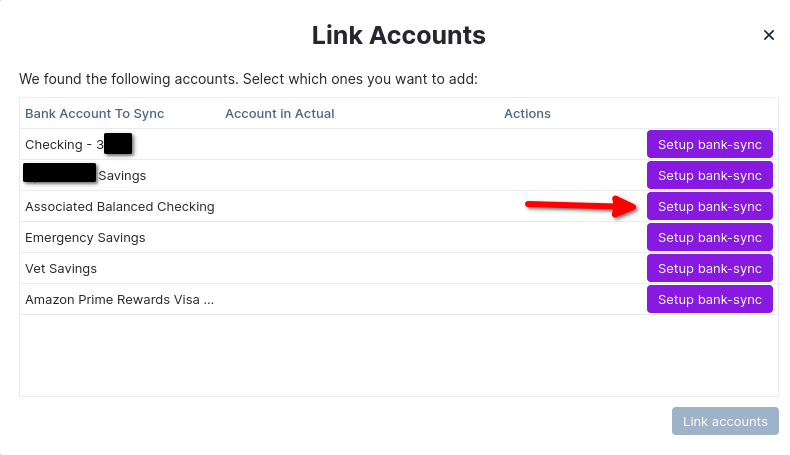 Link Accounts
We found the following accounts. Select which ones you want to add:
Bank Account To Sync Account in Actual Actions
Checking - 3 Setup bank-sync
Savings Setup bank-sync
Associated Balanced Checking Setup bank-sync
Emergency Savings Setup bank-sync
Vet Savings Setup bank-sync
Amazon Prime Rewards Visa ... Setup bank-sync
Link accounts